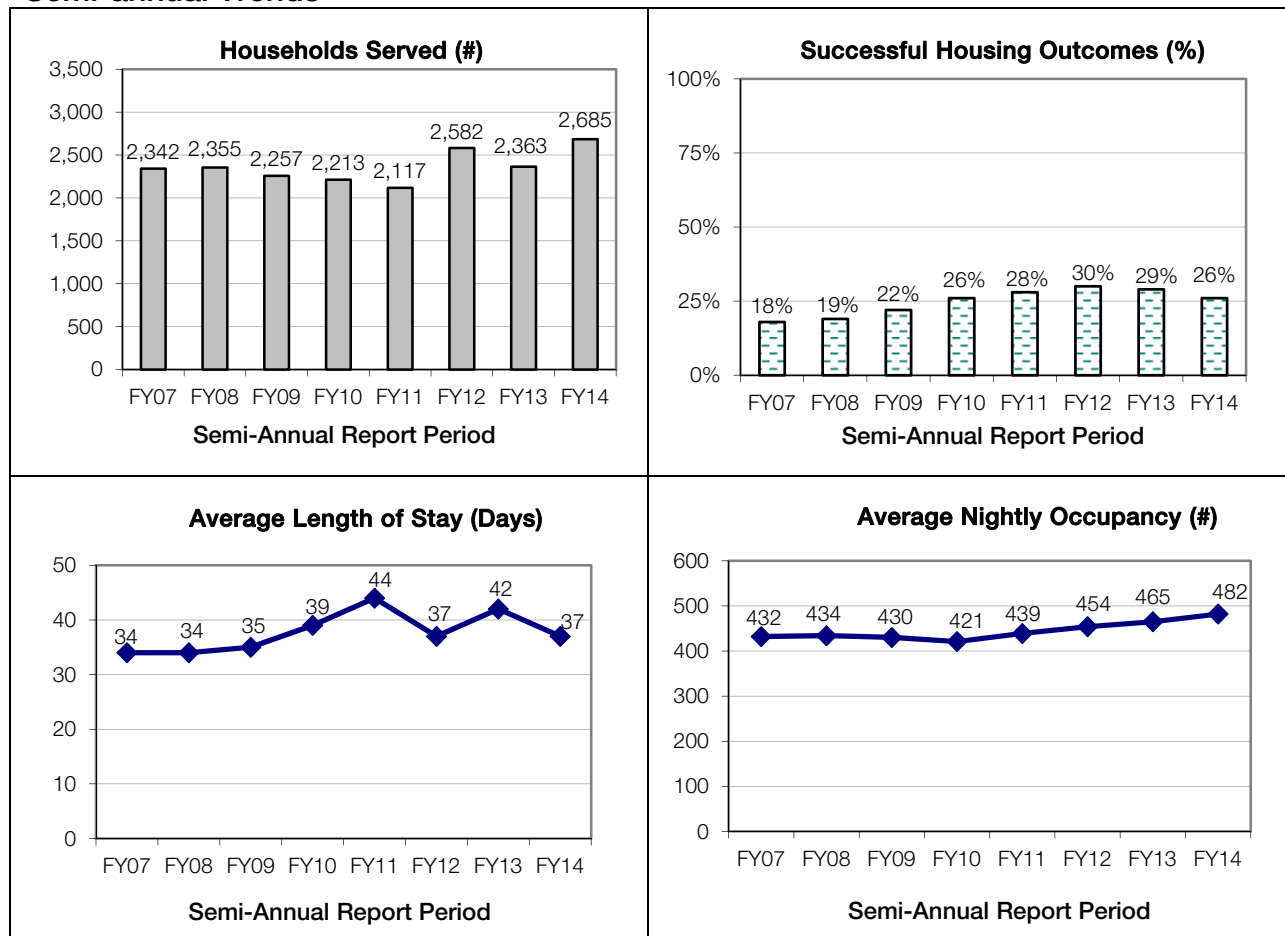 Semi-annual Trends
Households Served (#)
3,500
3,000
2,500
2,000
1,500
1,000
500
0
2,342 2,355 2,257 2,213 2,117 2,582 2,363 2,685
FY07 FY08 FY09 FY10 FY11 FY12 FY13 FY14
Semi-Annual Report Period
Successful Housing Outcomes (%)
100%
75%
50%
25%
0%
18% 19% 22% 26% 28% 30% 29% 26%
FY07 FY08 FY09 FY10 FY11 FY12 FY13 FY14
Semi-Annual Report Period
Average Length of Stay (Days)
50
40
30
20
10
0
34 34 35 39 44 37 42 37
FY07 FY08 FY09 FY10 FY11 FY12 FY13 FY14
Semi-Annual Report Period
Average Nightly Occupancy (#)
600
500
400
300
200
100
0
432 434 430 421 439 454 465 482
FY07 FY08 FY09 FY10 FY11 FY12 FY13 FY14
Semi-Annual Report Period